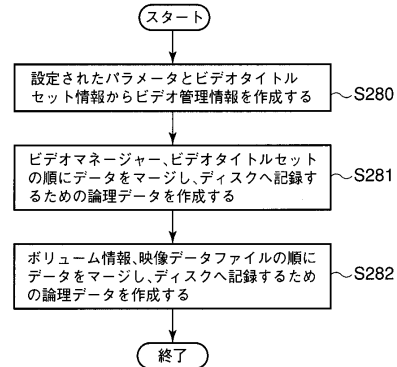 スタート
設定されたパラメータとビデオタイトル
セット情報からビデオ管理情報を作成する
S280
ビデオマネージャー、ビデオタイトルセット
の順にデータをマージし、ディスクへ記録す
るための論理データを作成する
S281
ボリューム情報、映像データファイルの順に
データをマージし、ディスクへ記録するため
の論理データを作成する
S282
終了